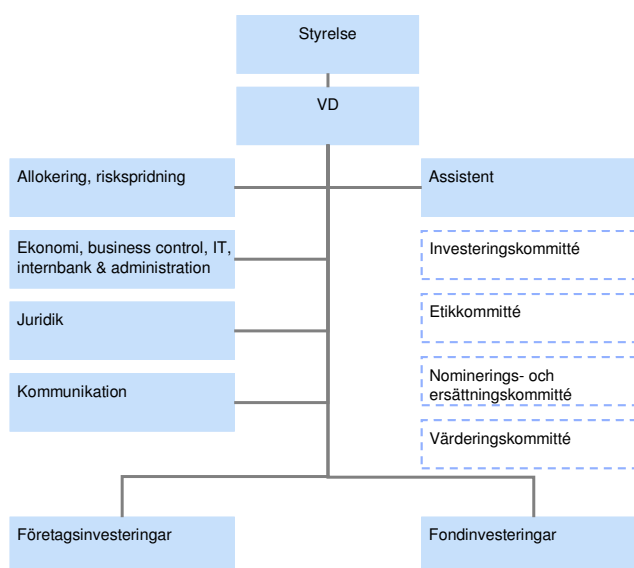 Styrelse
VD
Allokering, riskspridning
Assistent
Ekonomi, business control, IT,
internbank & administration
Investeringskommitté
Juridik
Etikkommitté
Kommunikation
Nominerings- och
ersättningskommitté
Värderingskommitté
Företagsinvesteringar
Fondinvesteringar